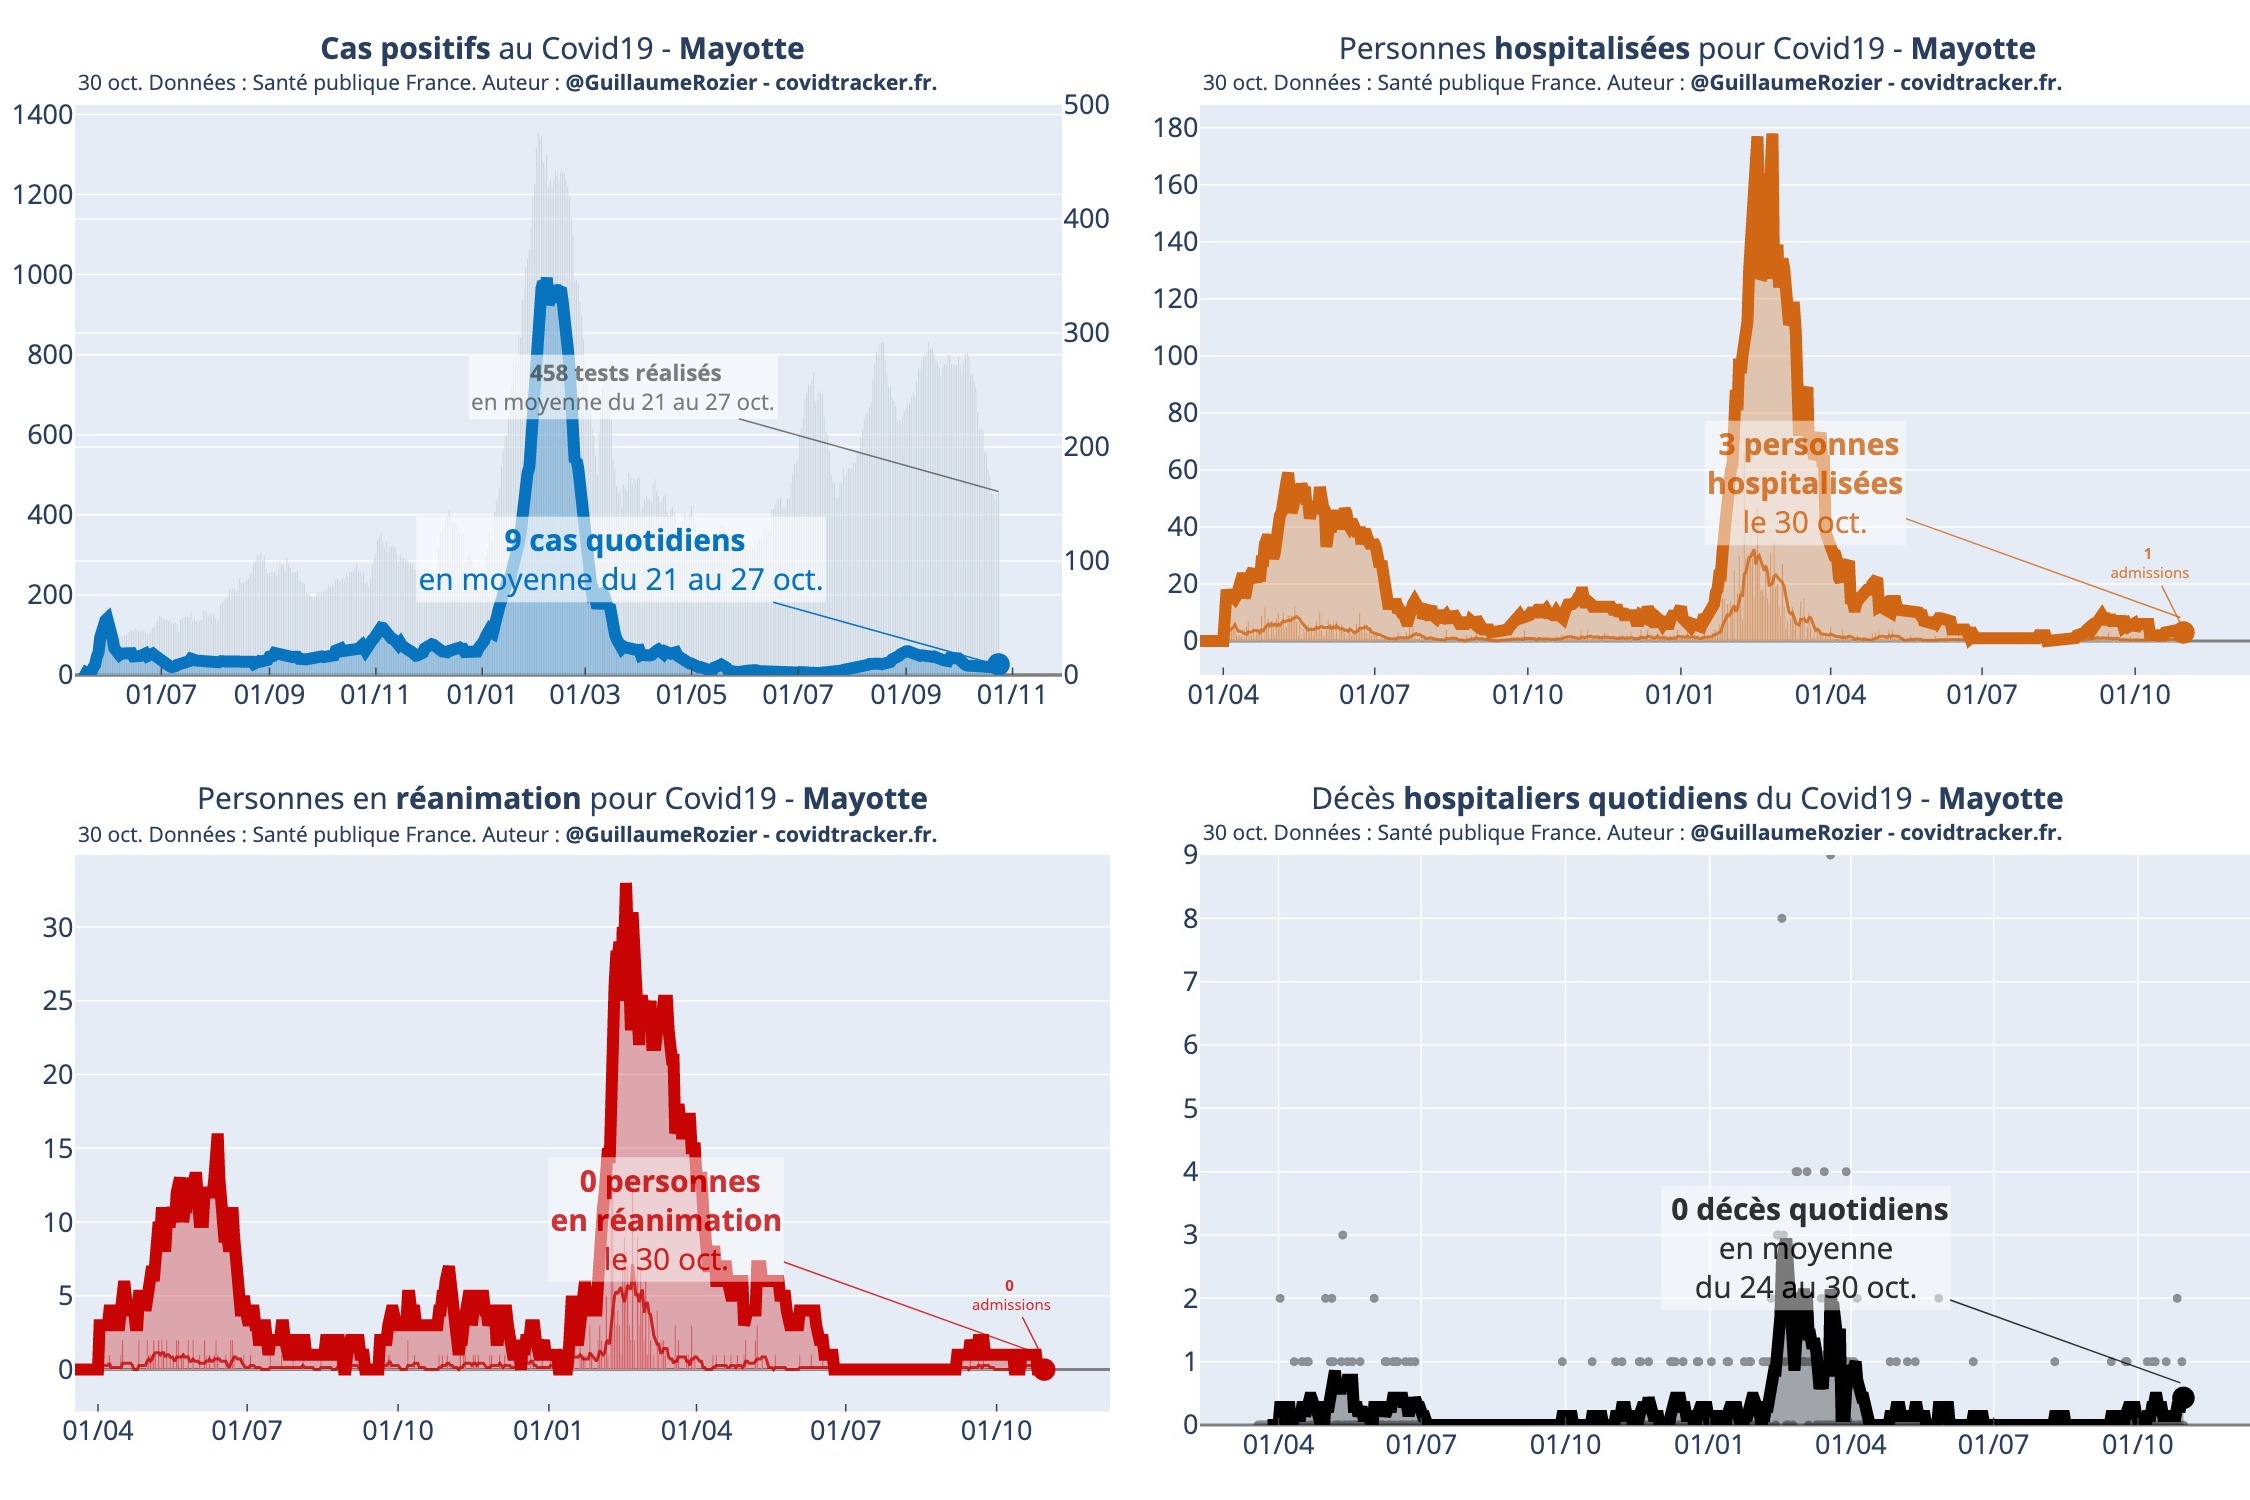 Cas positifs au Covid19 - Mayotte
30 oct. Données : Santé publique France. Auteur : @GuillaumeRozier - covidtracker.fr.
1400
1200
1000
800
600
400
200
0
500
400
300
200
100
0
458 tests réalisés
en moyenne du 21 au 27 oct.
9 cas quotidiens
en moyenne du 21 au 27 oct.
01/07 01/09 01/11 01/01 01/03 01/05 01/07 01/09 01/11
Personnes hospitalisées pour Covid19 - Mayotte
30 oct. Données : Santé publique France. Auteur : @GuillaumeRozier - covidtracker.fr.
180
160
140
120
100
80
60
40
20
0
3 personnes
hospitalisées
le 30 oct.
1
admissions
01/04 01/07 01/10 01/01 01/04 01/07 01/10
Personnes en réanimation pour Covid19 - Mayotte
30 oct. Données : Santé publique France. Auteur : @GuillaumeRozier - covidtracker.fr.
30
25
20
15
10
5
0
0 personnes
en réanimation
le 30 oct.
0
admissions
01/04 01/07 01/10 01/01 01/04 01/07 01/10
Décès hospitaliers quotidiens du Covid19 - Mayotte
30 oct. Données : Santé publique France. Auteur : @GuillaumeRozier - covidtracker.fr.
9
8
7
6
5
4
3
2
1
0
0 décès quotidiens
en moyenne
du 24 au 30 oct.
01/04 01/07 01/10 01/01 01/04 01/07 01/10